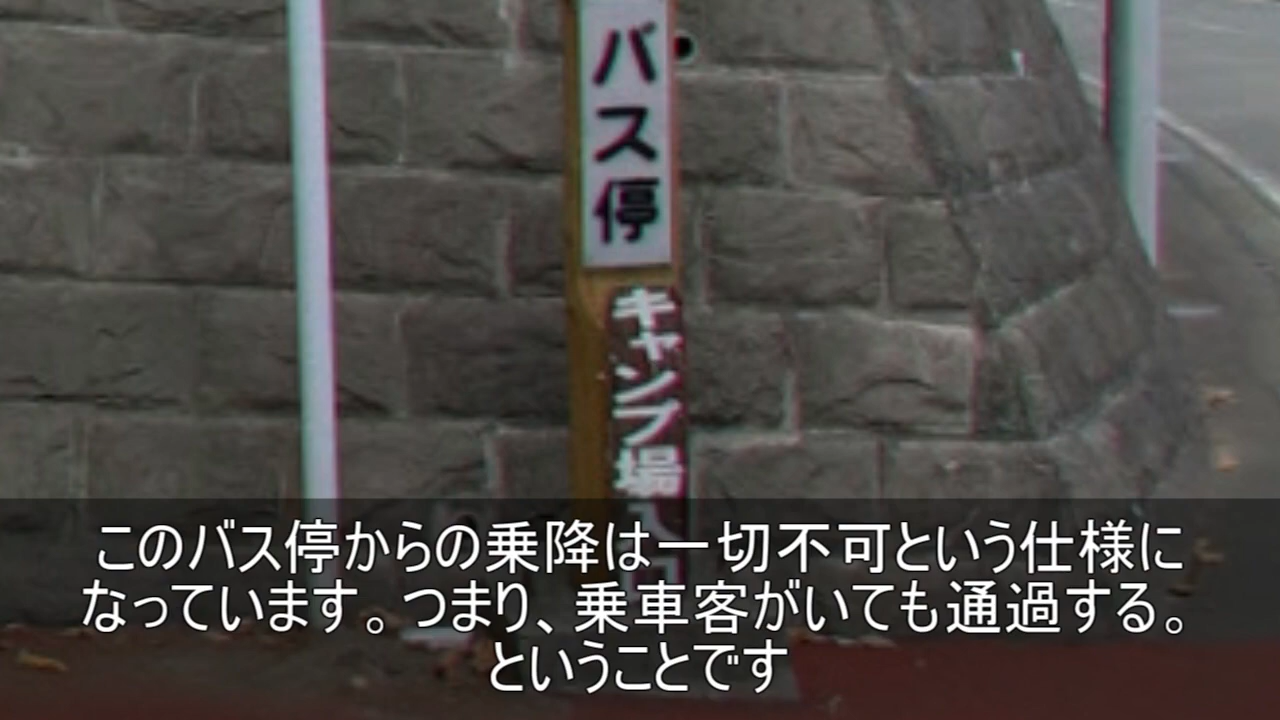 バス停
キャンプ場入口
このバス停からの乗降は一切不可という仕様に
なっています。つまり、乗車客がいても通過する。
ということです